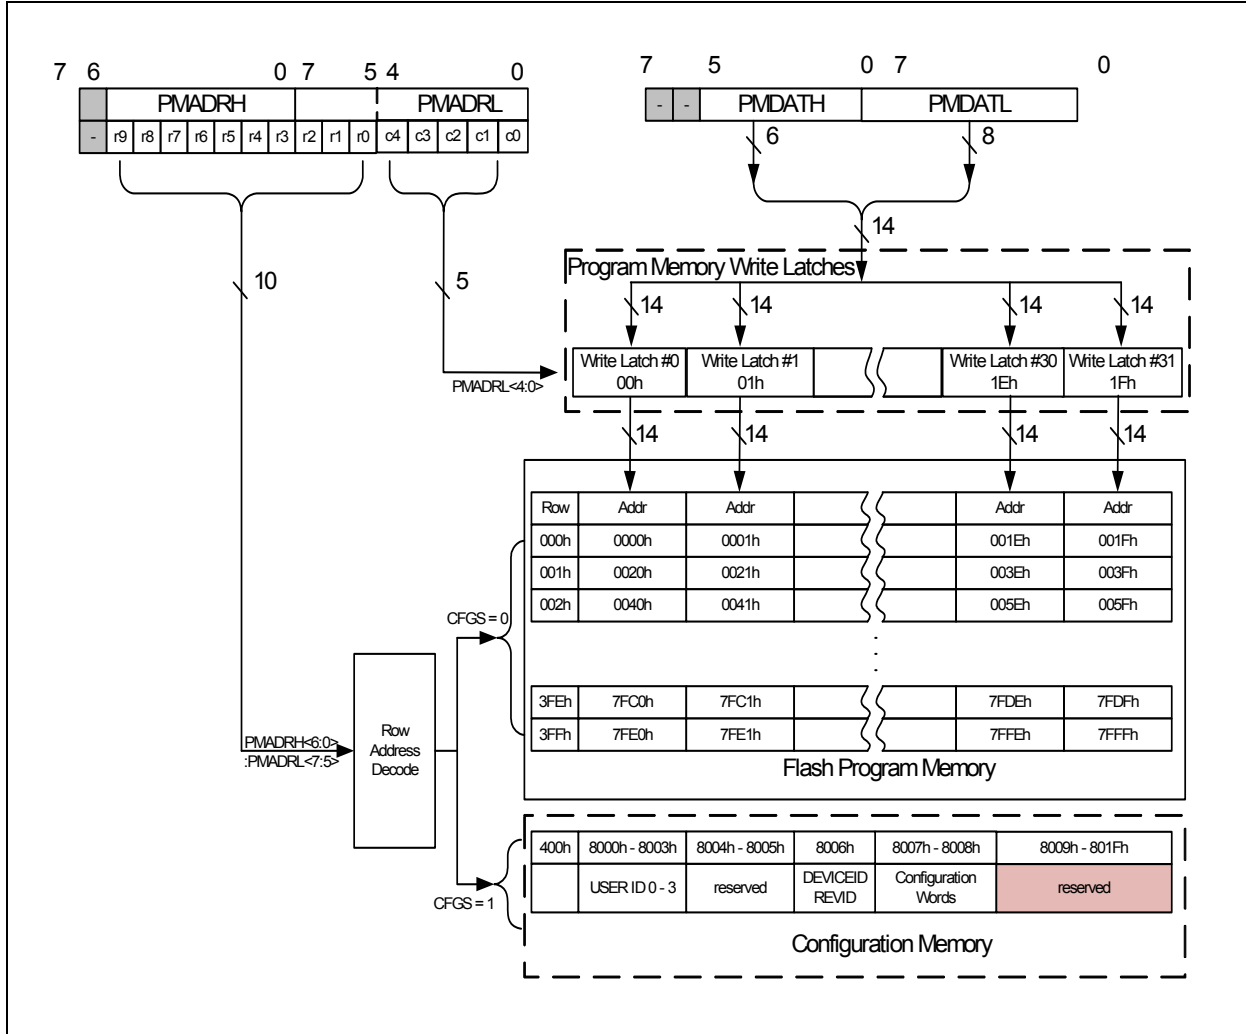 7 6 0 7 5 4 0
PMADRH PMADRL
- r9 r8 r7 r6 r5 r4 r3 r2 r1 r0 c4 c3 c2 c1 c0
7 5 0 7 0
- - PMDATH PMDATL
6 8
14
10
5
Program Memory Write Latches
14 14 14 14
PMADRL<4:0>
Write Latch #0 Write Latch #1 Write Latch #30 Write Latch #31
00h 01h 1Eh 1Fh
14 14 14 14
Row Addr Addr Addr Addr
000h 0000h 0001h 001Eh 001Fh
001h 0020h 0021h 003Eh 003Fh
002h 0040h 0041h 005Eh 005Fh
CFGS = 0
3FEh 7FC0h 7FC1h 7FDEh 7FDFh
3FFh 7FE0h 7FE1h 7FFEh 7FFFh
Flash Program Memory
PMADRH<6:0>
:PMADRL<7:5>
Row
Address
Decode
400h 8000h - 8003h 8004h - 8005h 8006h 8007h - 8008h 8009h - 801Fh
USER ID 0 - 3 reserved DEVICEID Configuration reserved
REVID Words
CFGS = 1
Configuration Memory